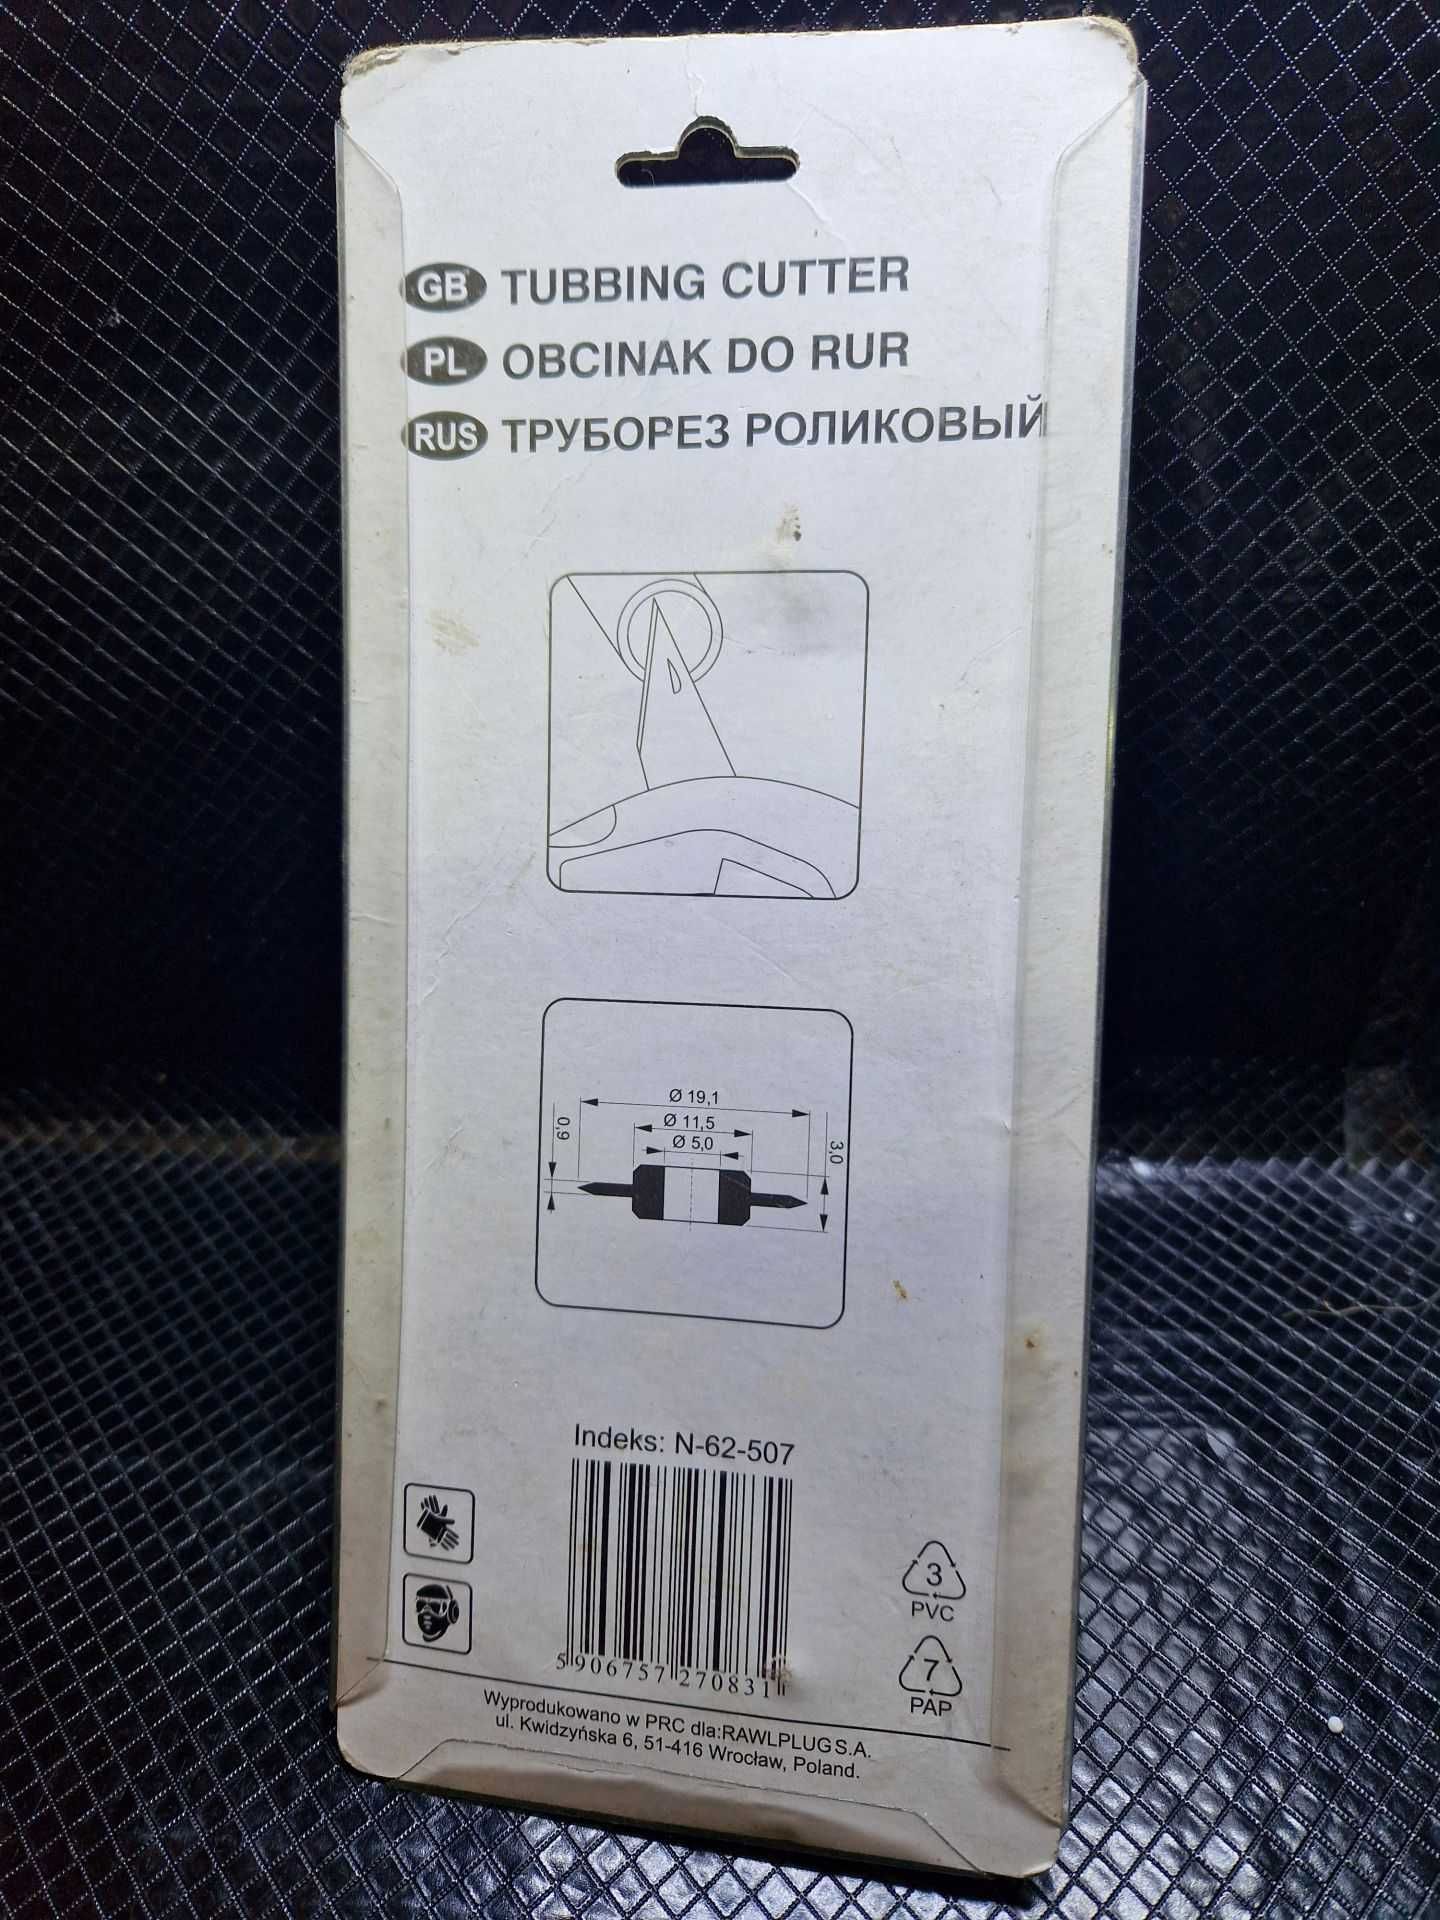 GB TUBBING CUTTER
PL OBCINAK DO RUR
RUS ТРУБОРЕЗ РОЛИКОВЫЙ
Ø 19,1
Ø 11,5
Ø 5,0
0,9
3,0
Indeks: N-62-507
5 906757 270831
3
PVC
7
PAP
Wyprodukowano w PRC dla:RAWLPLUG S.A.
ul. Kwidzyńska 6, 51-416 Wrocław, Poland.